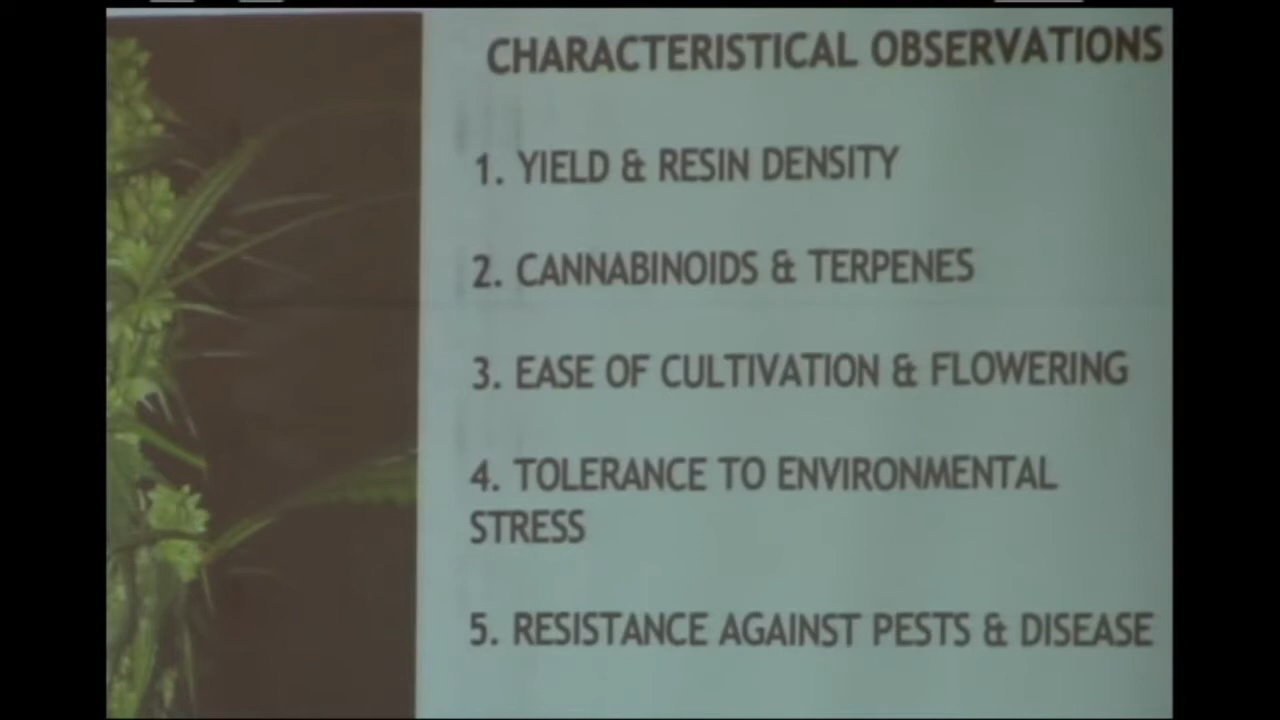 CHARACTERISTICAL OBSERVATIONS
1. YIELD & RESIN DENSITY
2. CANNABINOIDS & TERPENES
3. EASE OF CULTIVATION & FLOWERING
4. TOLERANCE TO ENVIRONMENTAL
STRESS
5. RESISTANCE AGAINST PESTS & DISEASE